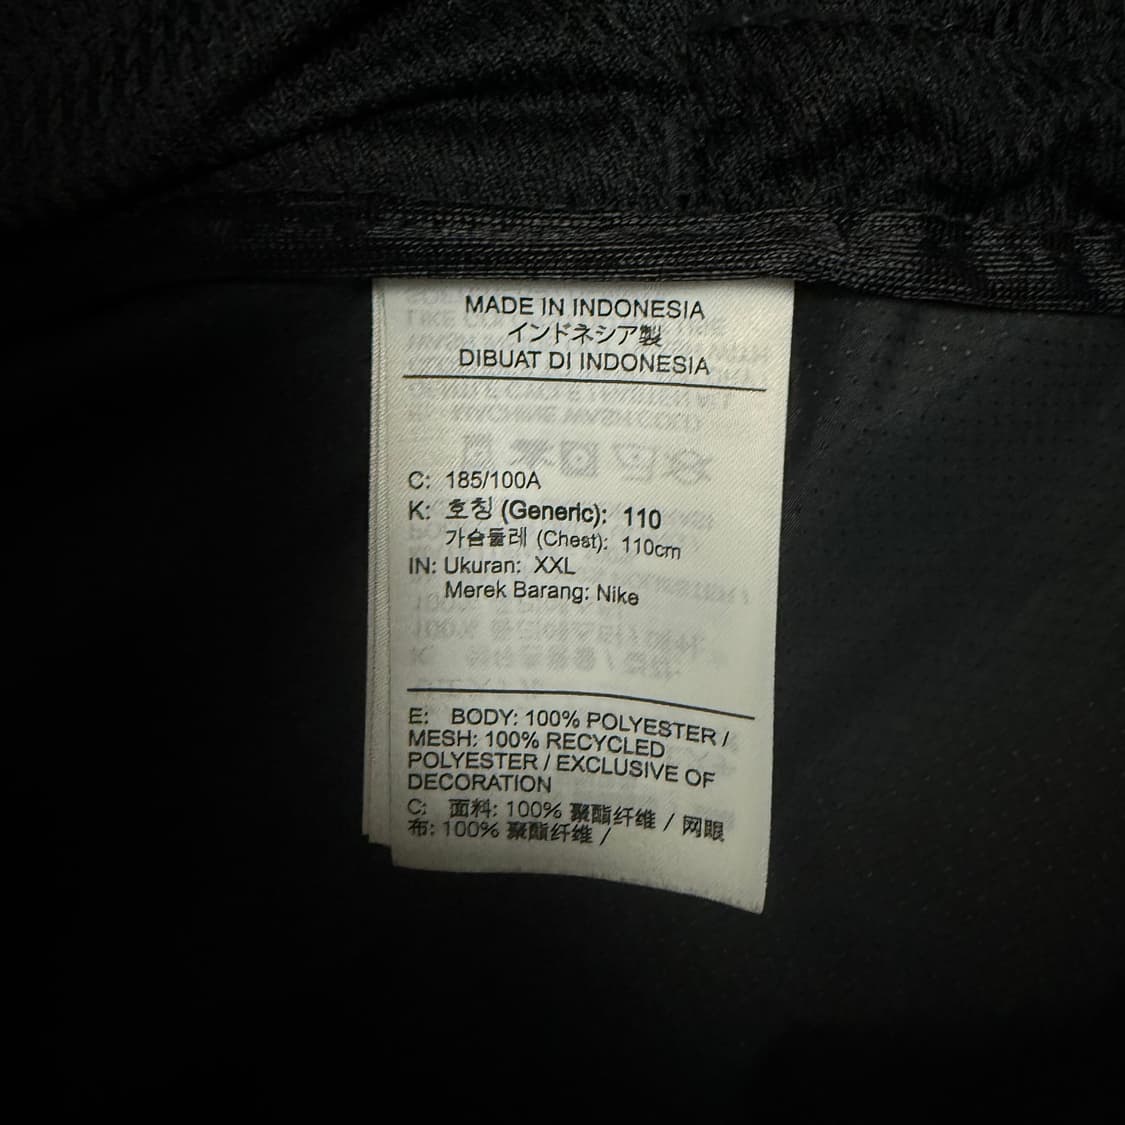 MADE IN INDONESIA
インドネシア製
DIBUAT DI INDONESIA
C: 185/100A
K: 호칭 (Generic): 110
가슴둘레 (Chest): 110cm
IN: Ukuran: XXL
Merek Barang: Nike
E: BODY: 100% POLYESTER /
MESH: 100% RECYCLED
POLYESTER / EXCLUSIVE OF
DECORATION
C: 面料: 100% 聚酯纤维 / 网眼
布: 100% 聚酯纤维 /